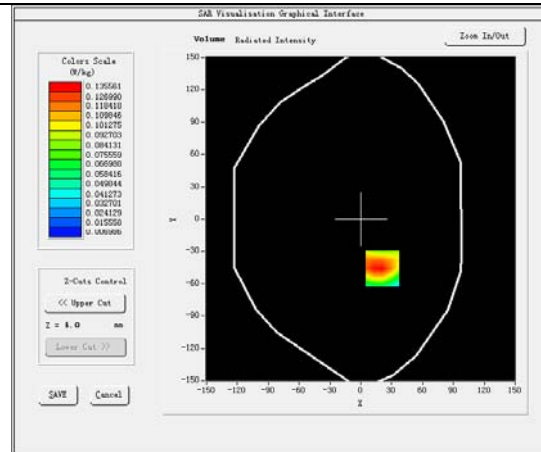 SAR Visualisation Graphical Interface
Volume Radiated Intensity
Zoom In/Out
Colors Scale
(W/kg)
0.135561
0.126990
0.118418
0.109846
0.101275
0.092703
0.084131
0.075559
0.066988
0.058416
0.049844
0.041273
0.032701
0.024129
0.015558
0.006986
Z-Cuts Control
<< Upper Cut
Z = 4.0 mm
Lower Cut >>
SAVE
Cancel
150
120
90
60
30
0
-30
-60
-90
-120
-150
Y
-150 -120 -90 -60 -30 0 30 60 90 120 150
X